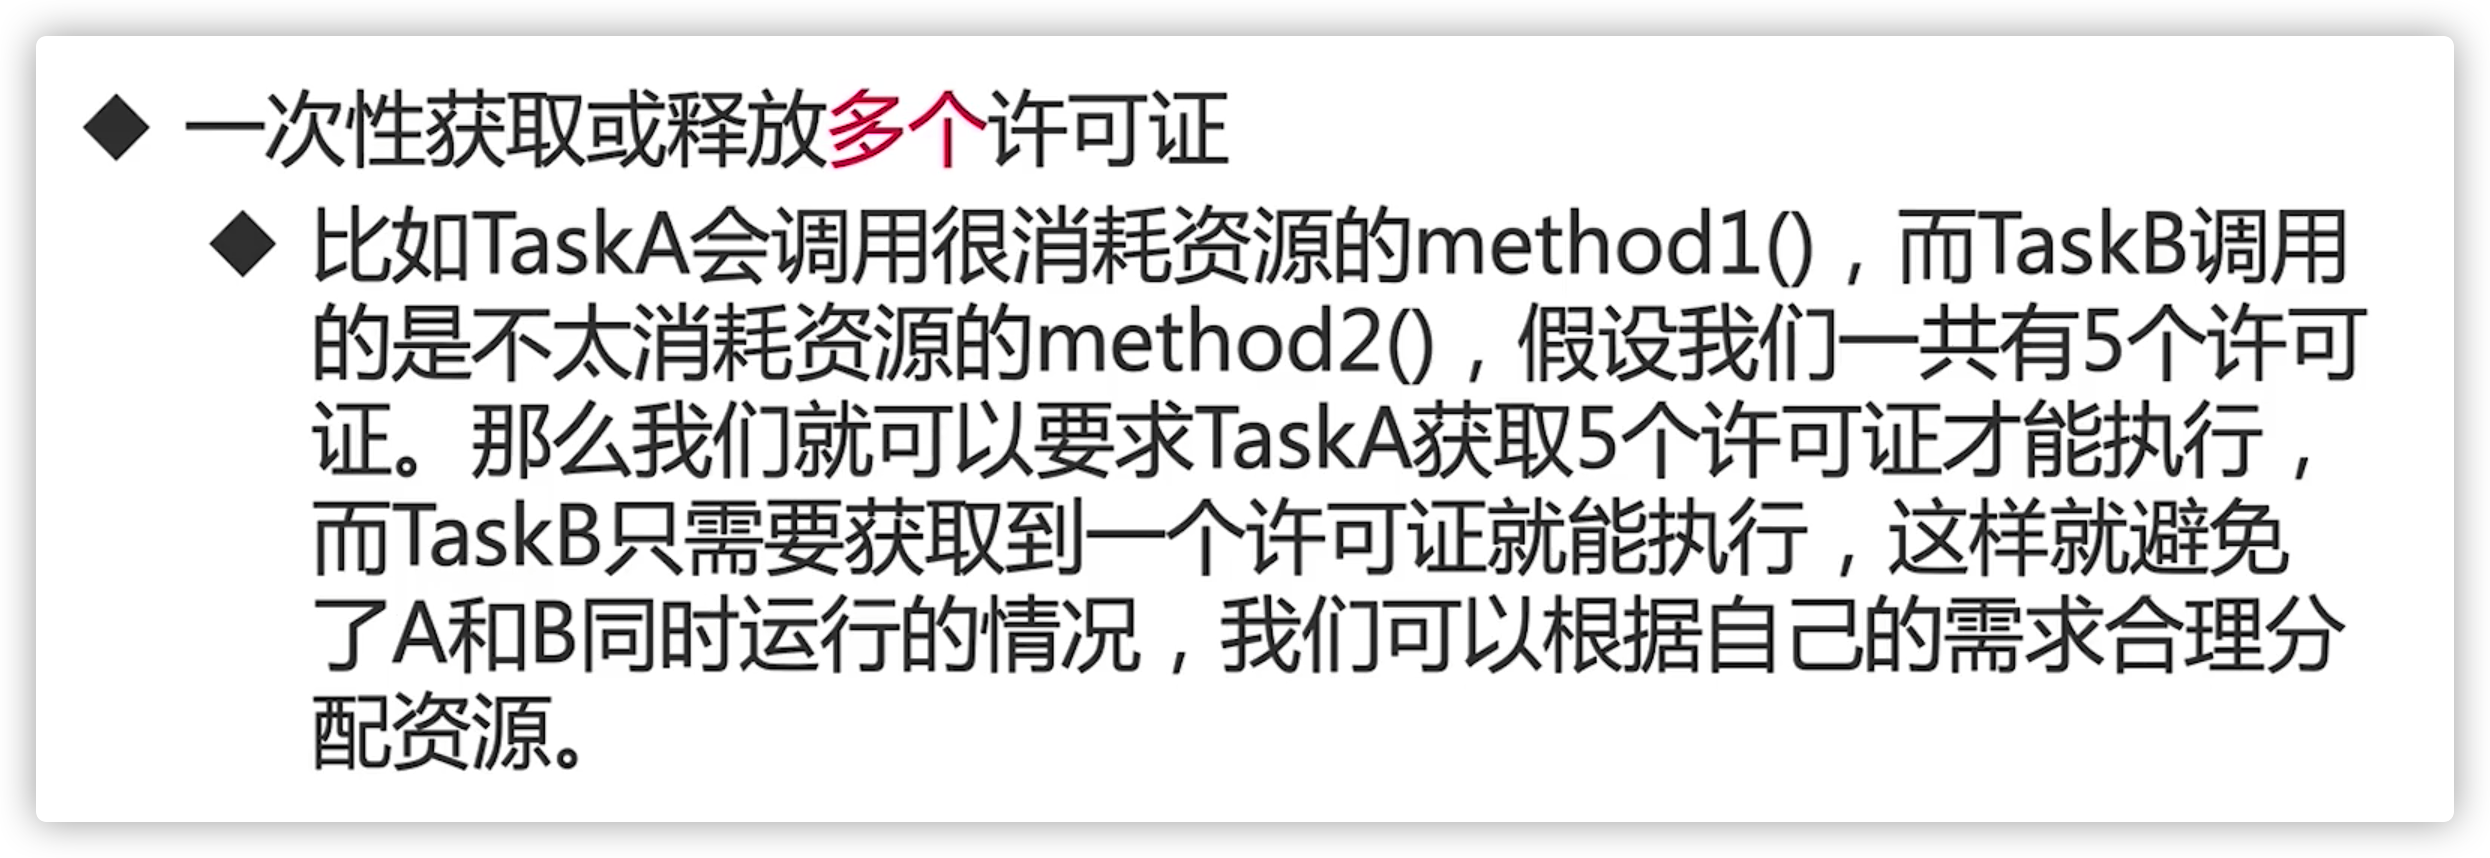 ◆ 一次性获取或释放多个许可证
◆ 比如TaskA会调用很消耗资源的method1()，而TaskB调用
的是不太消耗资源的method2()，假设我们一共有5个许可
证。那么我们就可以要求TaskA获取5个许可证才能执行，
而TaskB只需要获取到一个许可证就能执行，这样就避免
了A和B同时运行的情况，我们可以根据自己的需求合理分
配资源。